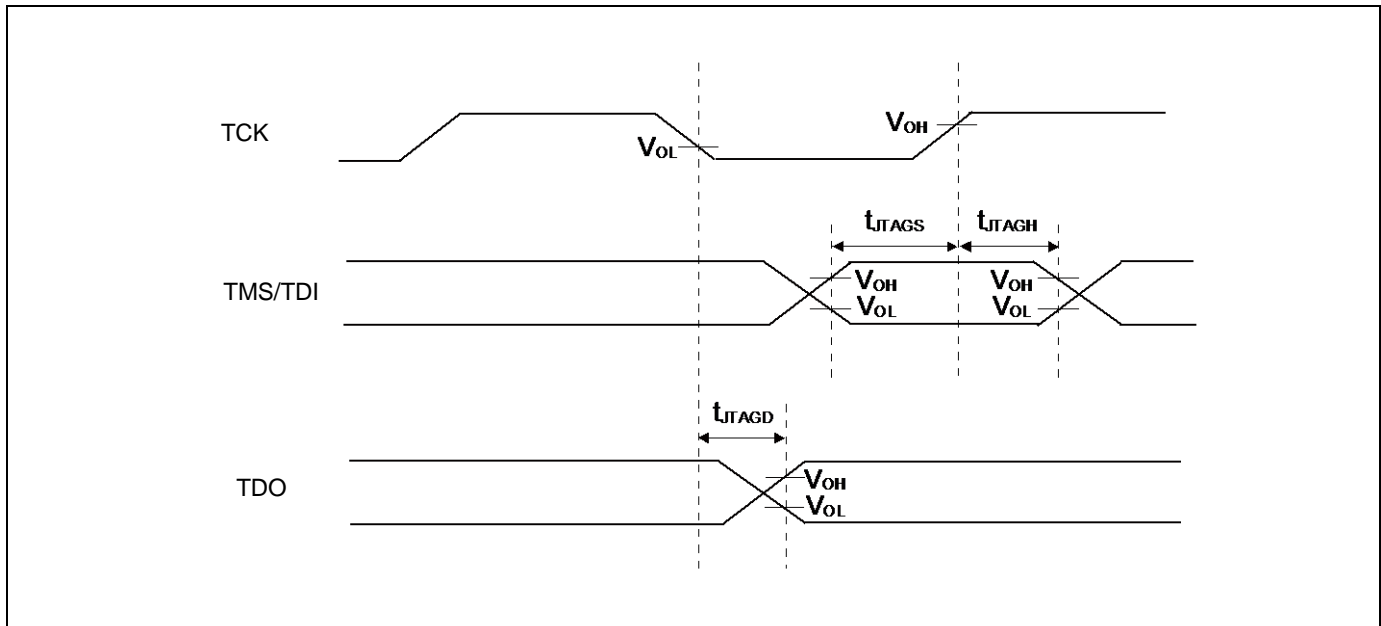 TCK
VOL
VOH
TMS/TDI
tJTAGS
tJTAGH
VOH
VOL
VOH
VOL
TDO
tJTAGD
VOH
VOL